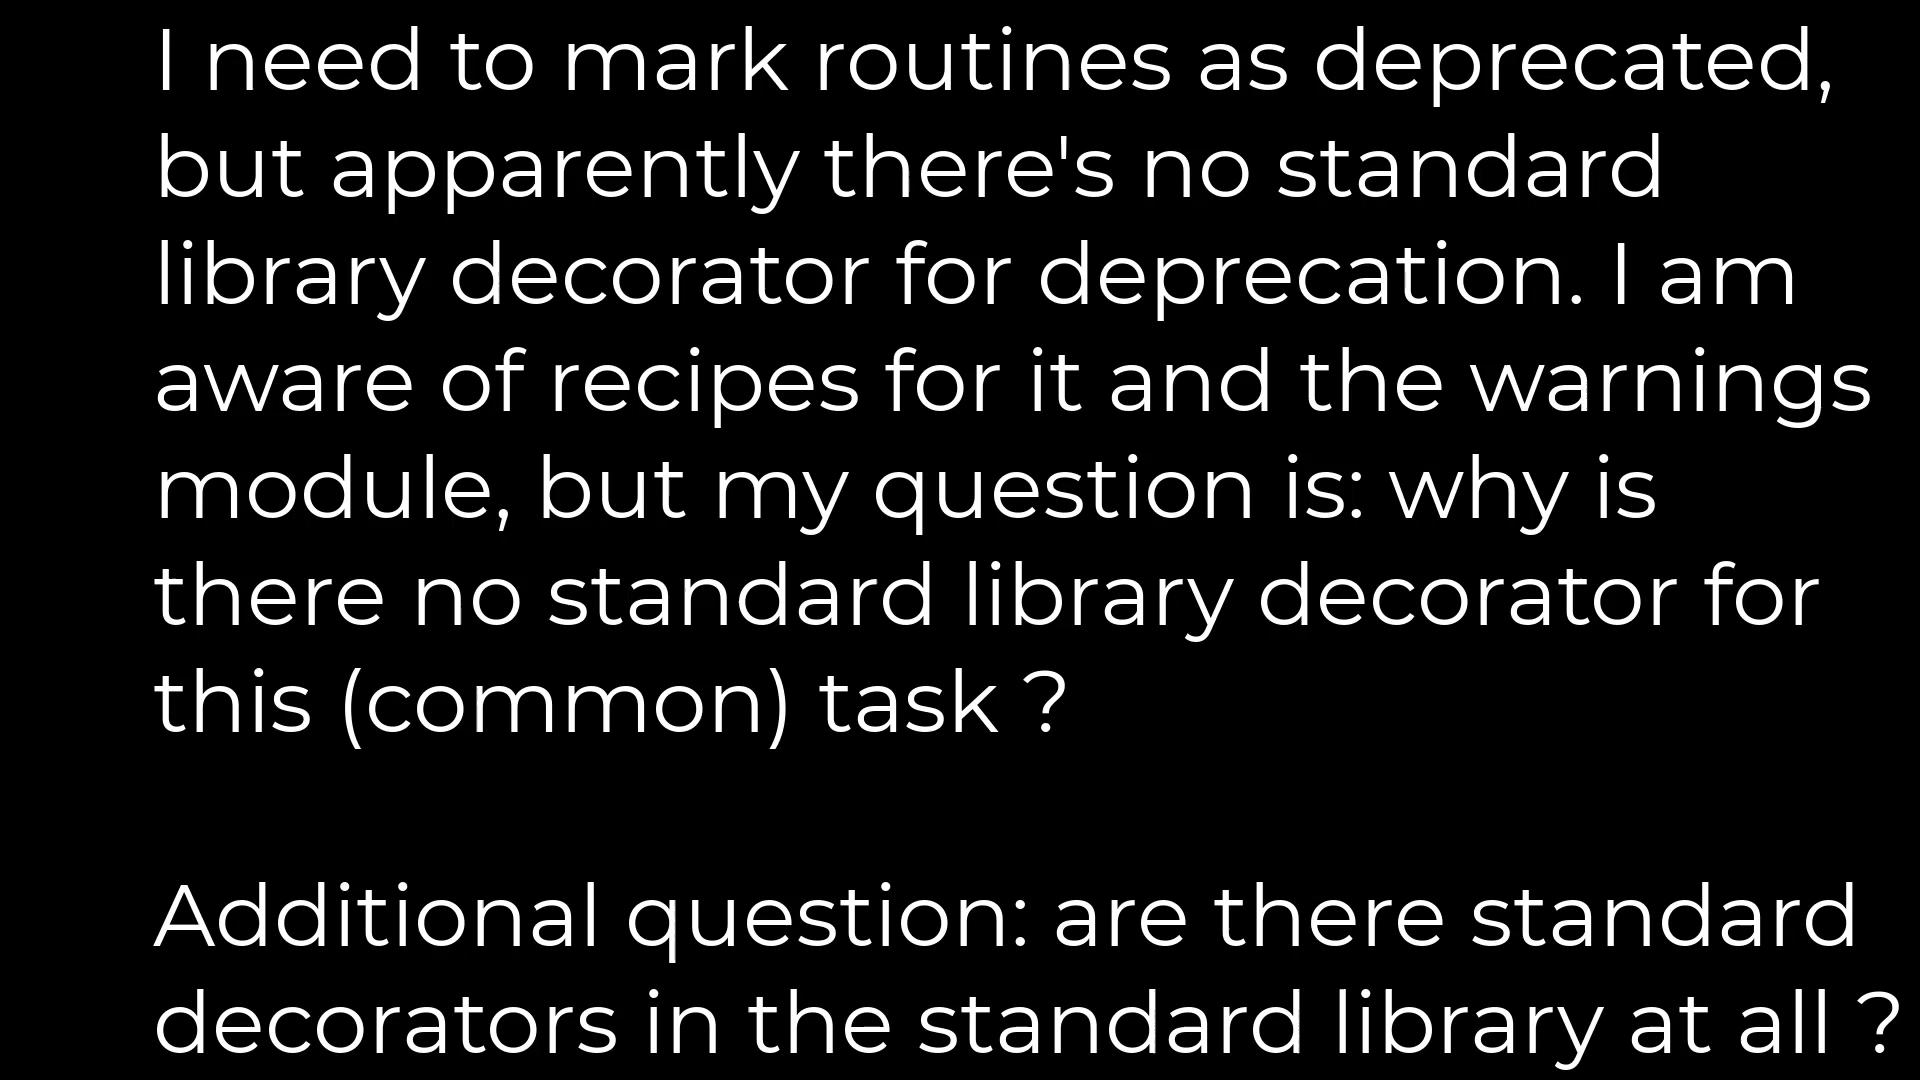 I need to mark routines as deprecated,
but apparently there's no standard
library decorator for deprecation. I am
aware of recipes for it and the warnings
module, but my question is: why is
there no standard library decorator for
this (common) task ?
Additional question: are there standard
decorators in the standard library at all ?